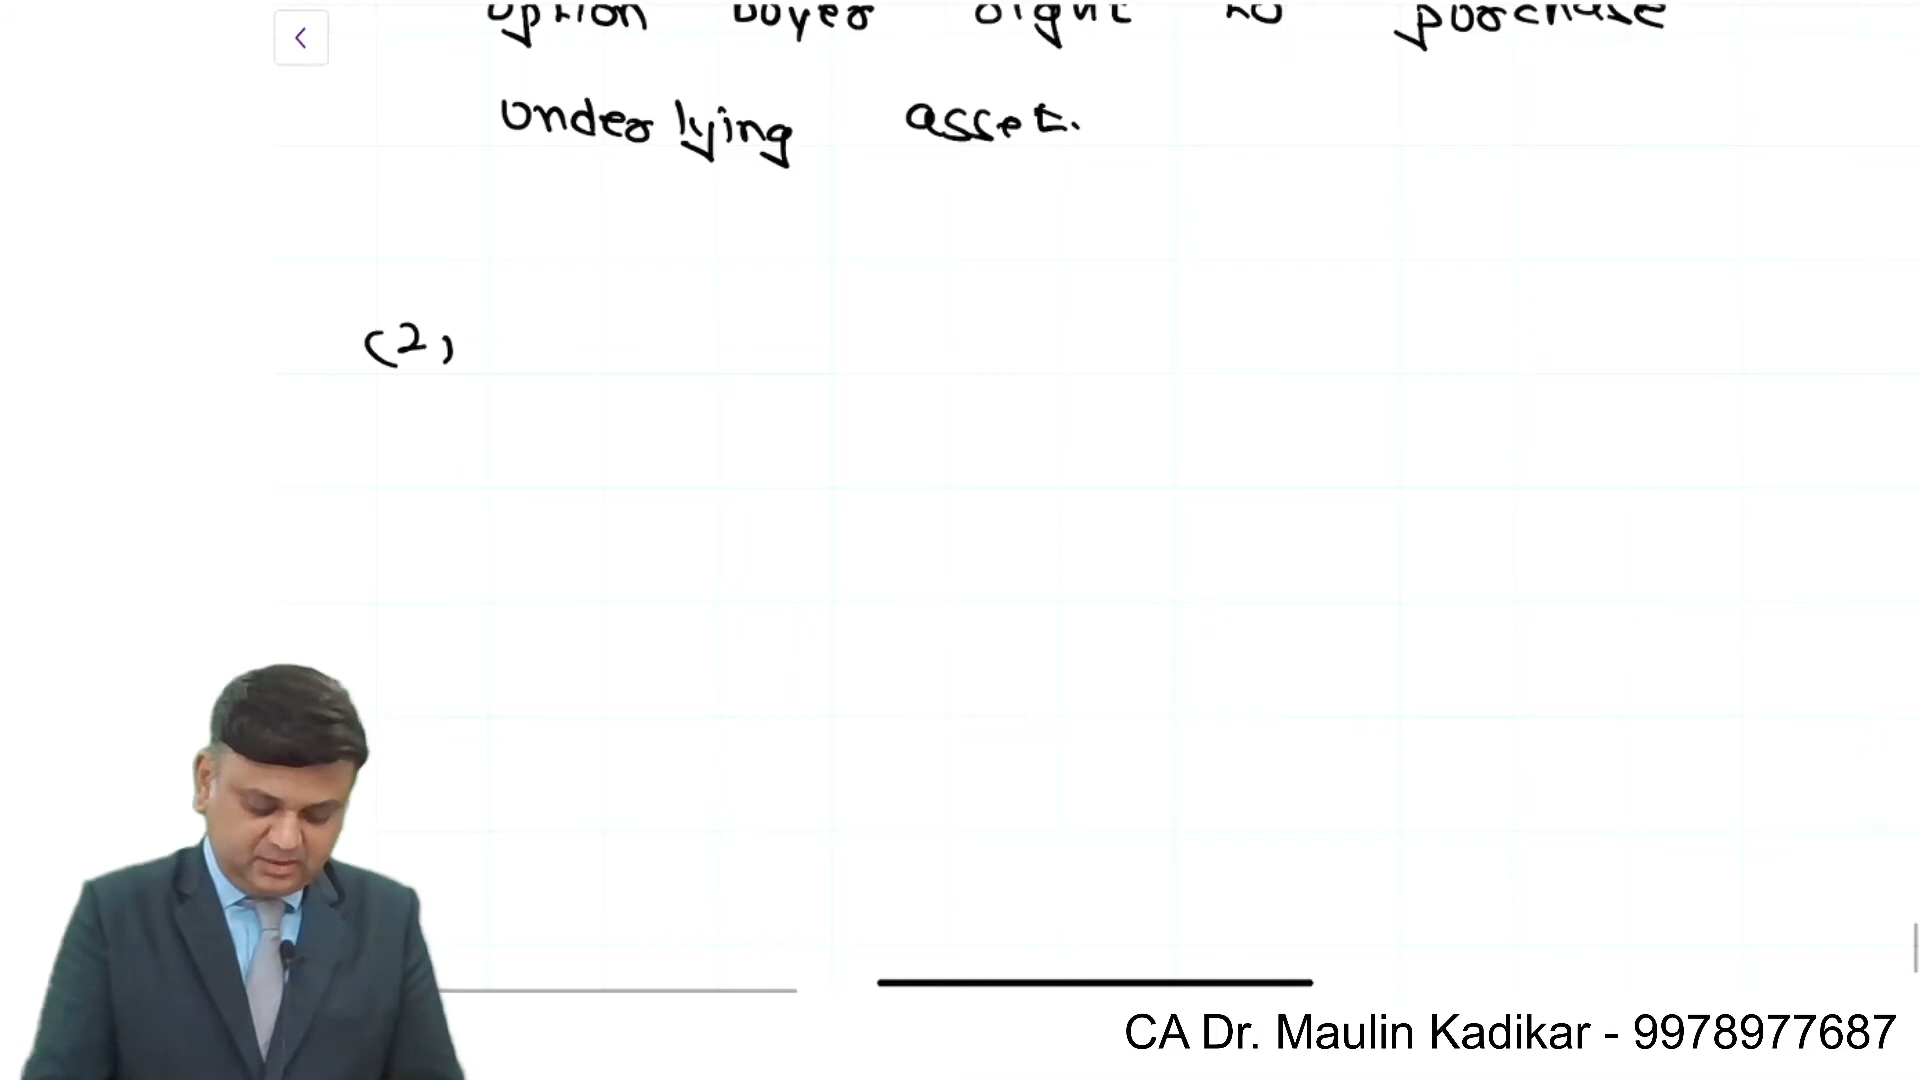 option buyer right to purchase
underlying asset.
(2)
CA Dr. Maulin Kadikar - 9978977687